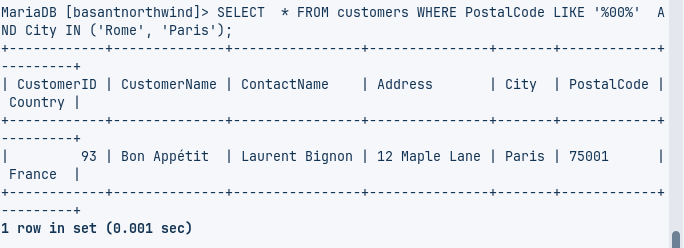 MariaDB [basantnorthwind]> SELECT  * FROM customers WHERE PostalCode LIKE '%00%'  A
ND City IN ('Rome', 'Paris');
+------------+--------------+----------------+---------------+-------+------------+
---------+
| CustomerID | CustomerName | ContactName    | Address       | City  | PostalCode |
 Country |
+------------+--------------+----------------+---------------+-------+------------+
---------+
|         93 | Bon Appétit  | Laurent Bignon | 12 Maple Lane | Paris | 75001      |
 France  |
+------------+--------------+----------------+---------------+-------+------------+
---------+
1 row in set (0.001 sec)